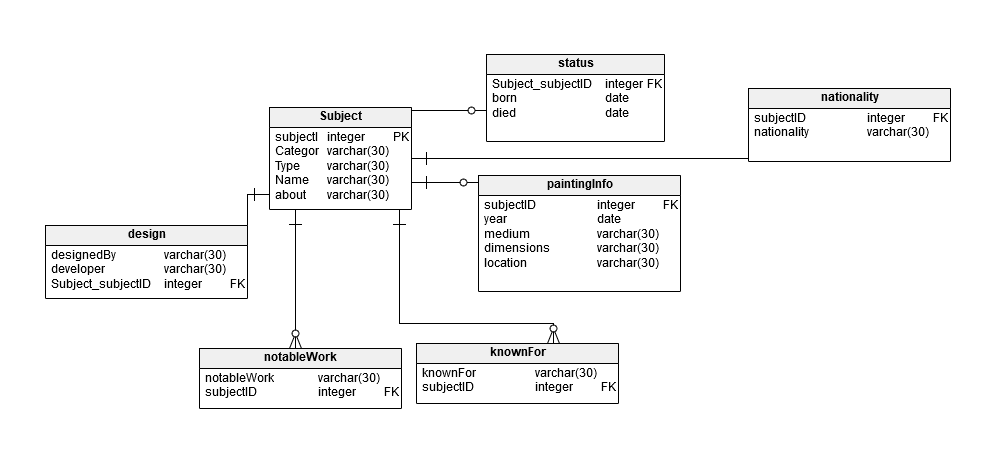 status
Subject_subjectID integer FK
born date
died date
nationality
subjectID integer FK
nationality varchar(30)
Subject
subjectI integer PK
Categor varchar(30)
Type varchar(30)
Name varchar(30)
about varchar(30)
paintingInfo
subjectID integer FK
year date
medium varchar(30)
dimensions varchar(30)
location varchar(30)
design
designedBy varchar(30)
developer varchar(30)
Subject_subjectID integer FK
notableWork
notableWork varchar(30)
subjectID integer FK
knownFor
knownFor varchar(30)
subjectID integer FK